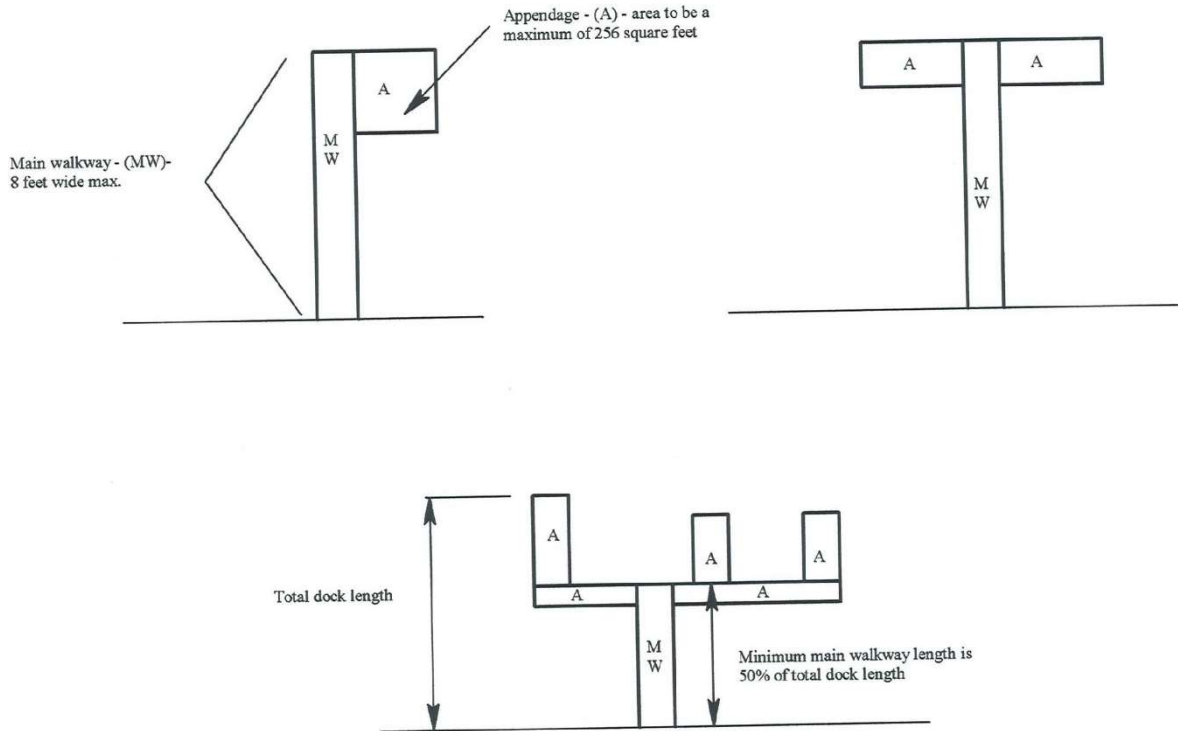 Appendage - (A) - area to be a
maximum of 256 square feet
A
M
W
Main walkway - (MW)-
8 feet wide max.
A
A
M
W
A
A
A
A
A
Total dock length
M
W
Minimum main walkway length is
50% of total dock length